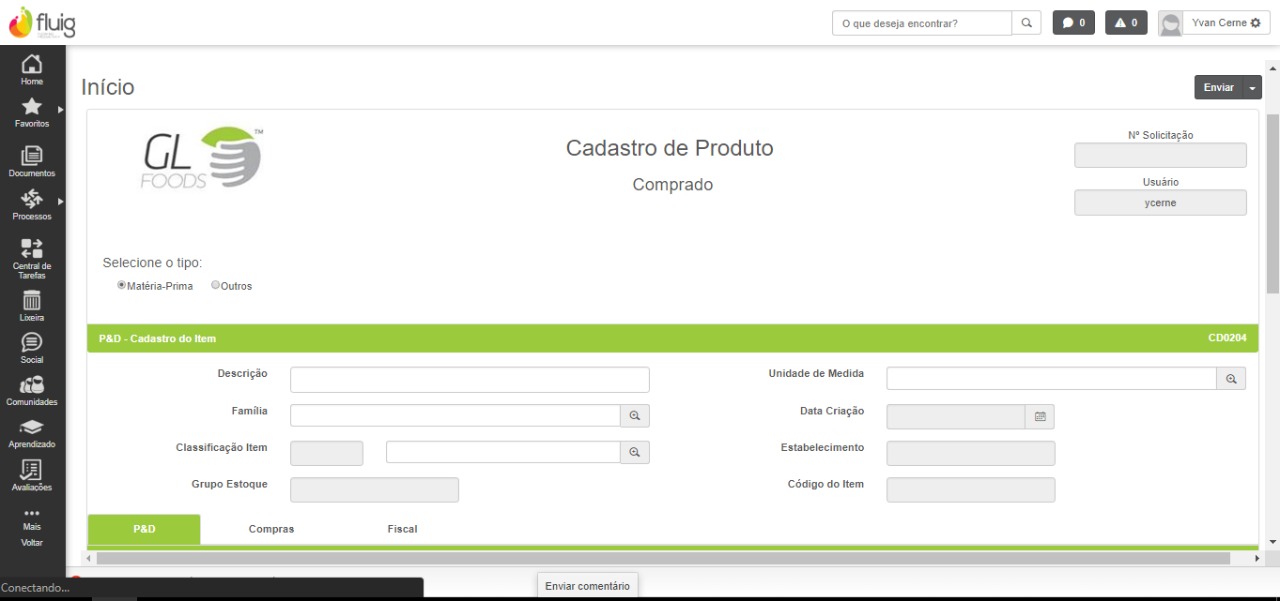 fluig
O que deseja encontrar?
0
0
Yvan Cerne
Home
Favoritos
Documentos
Processos
Central de
Tarefas
Lixeira
Social
Comunidades
Aprendizado
Avaliações
Mais
Voltar
Início
Enviar
GL
FOODS
TM
Cadastro de Produto
Comprado
Nº Solicitação
Usuário
ycerne
Selecione o tipo:
Matéria-Prima Outros
P&D - Cadastro do Item CD0204
Descrição Unidade de Medida
Família Data Criação
Classificação Item Estabelecimento
Grupo Estoque Código do Item
P&D Compras Fiscal
Conectando...
Enviar comentário